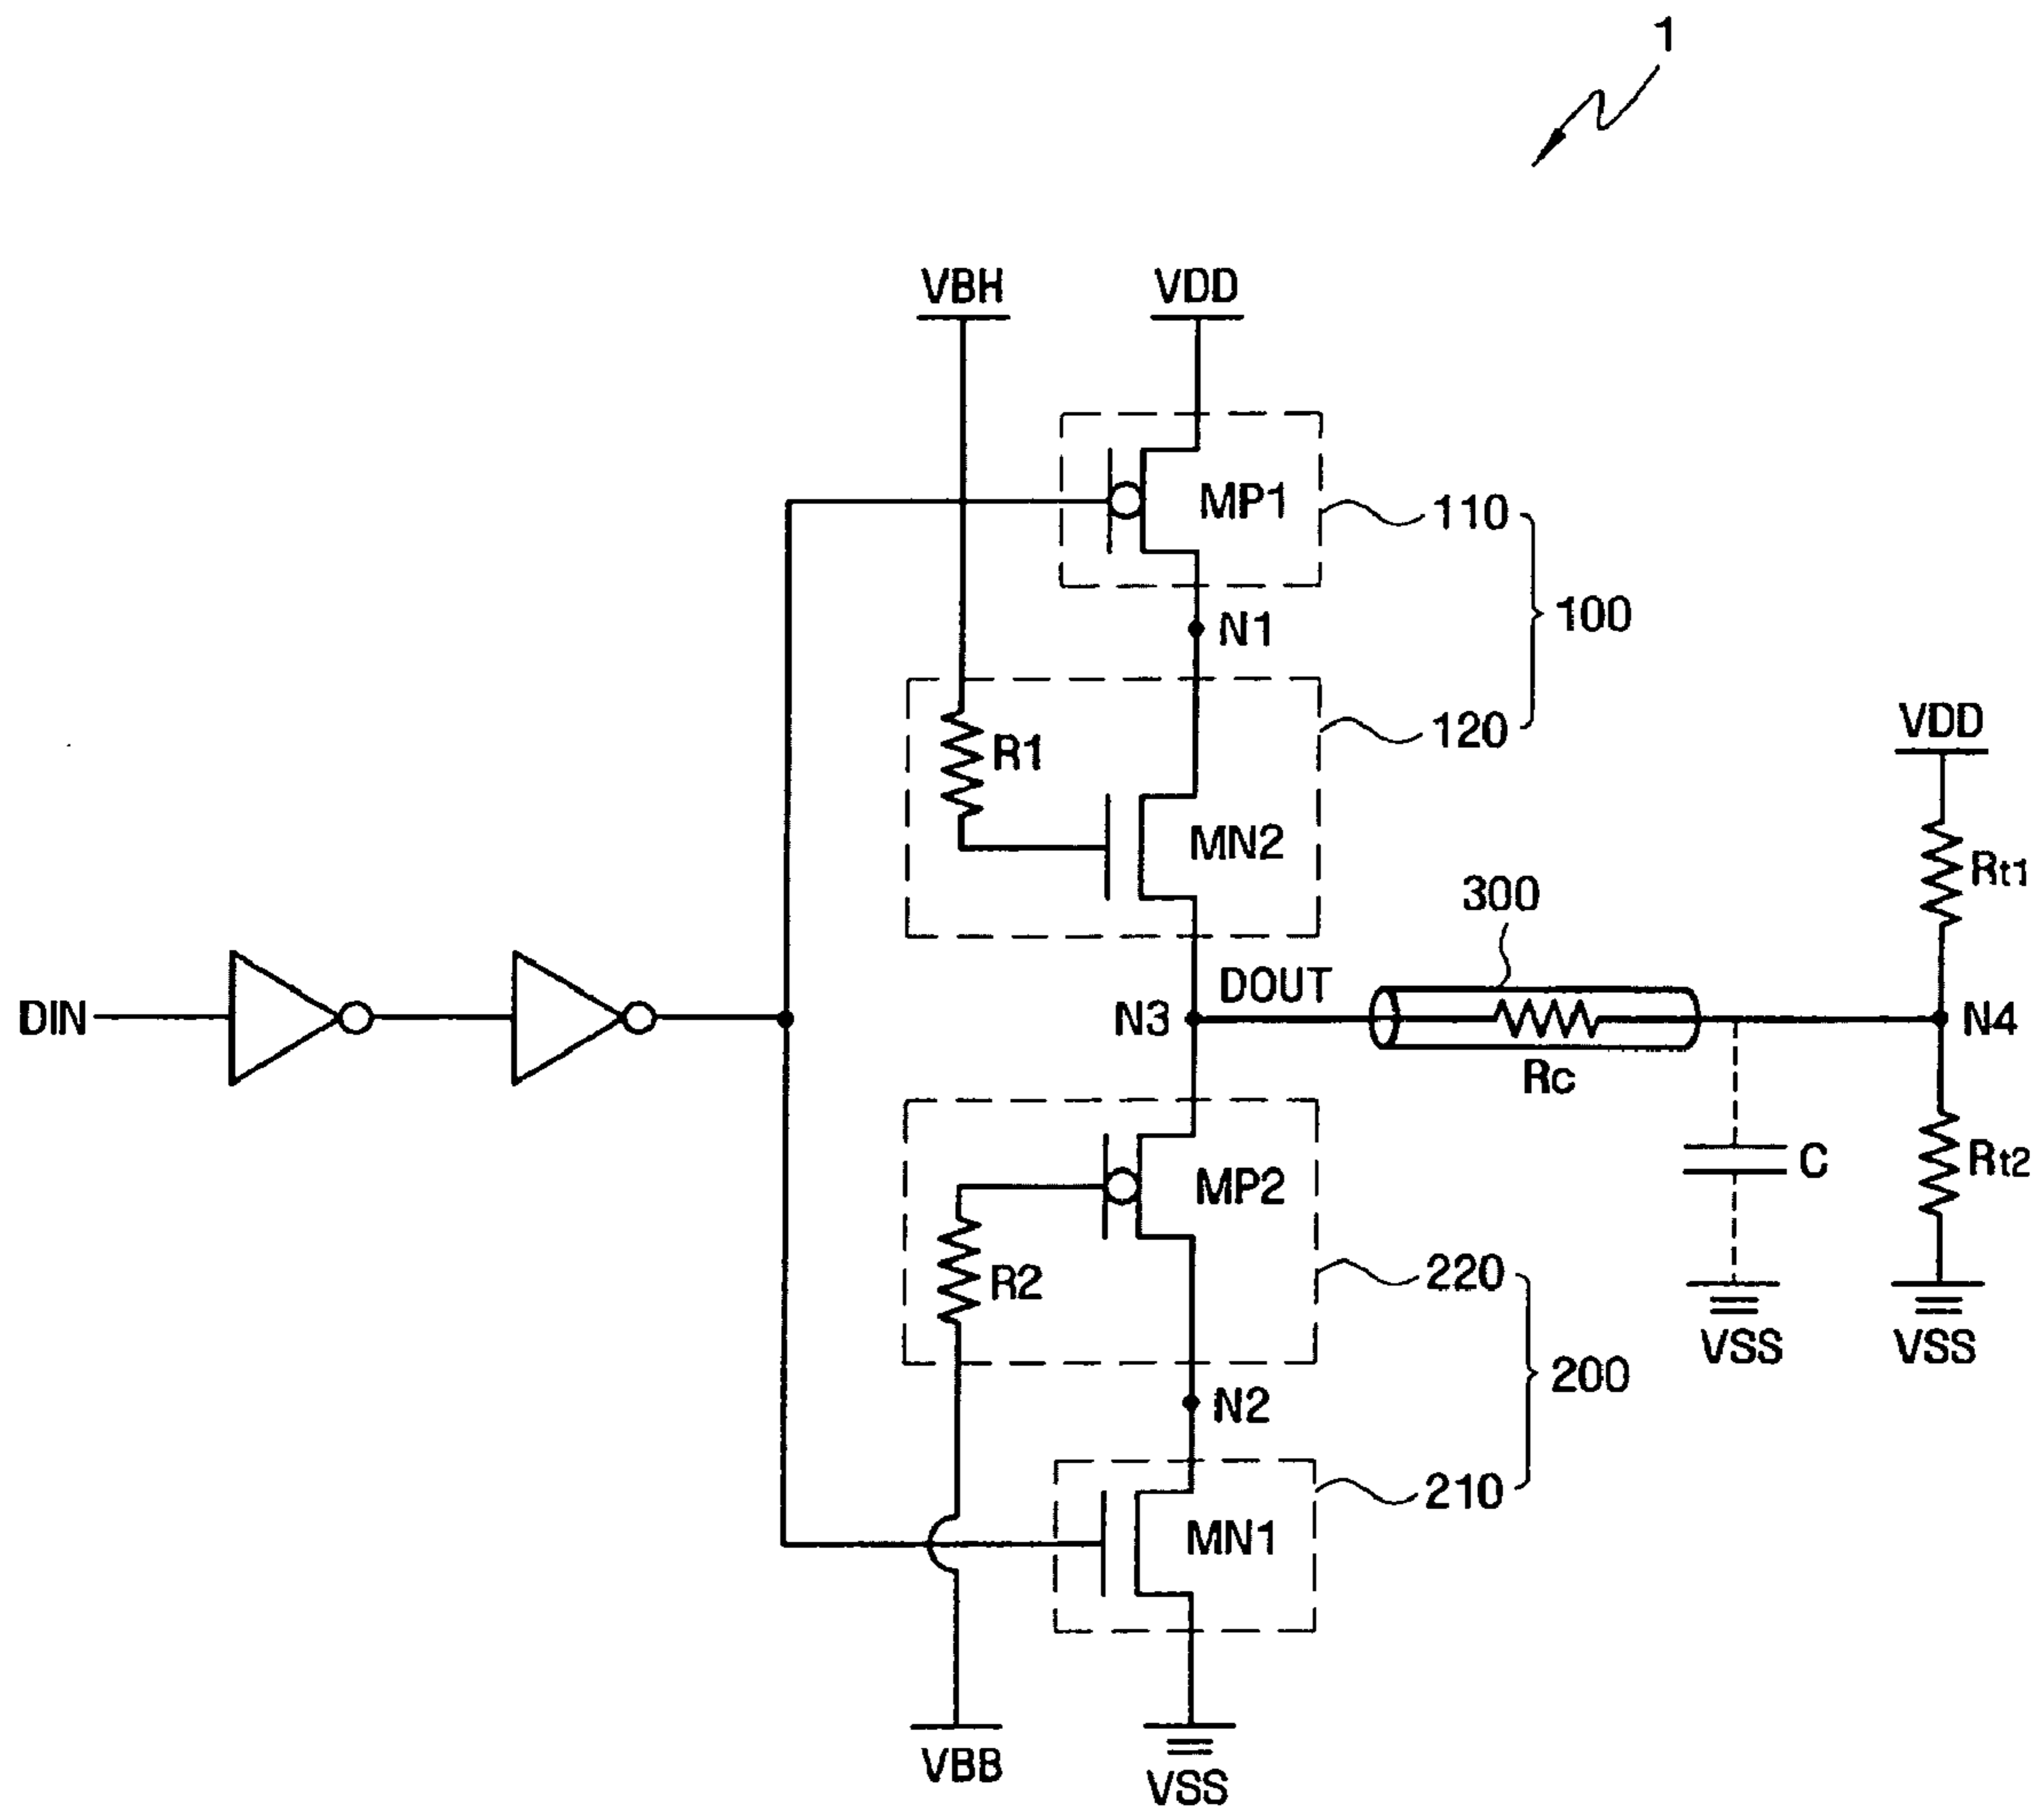 1
VBH
VDD
MP1
110
N1
100
R1
120
MN2
VDD
Rt1
300
DIN
DOUT
N3
N4
Rc
MP2
C
Rt2
R2
220
VSS
VSS
200
N2
210
MN1
VBB
VSS